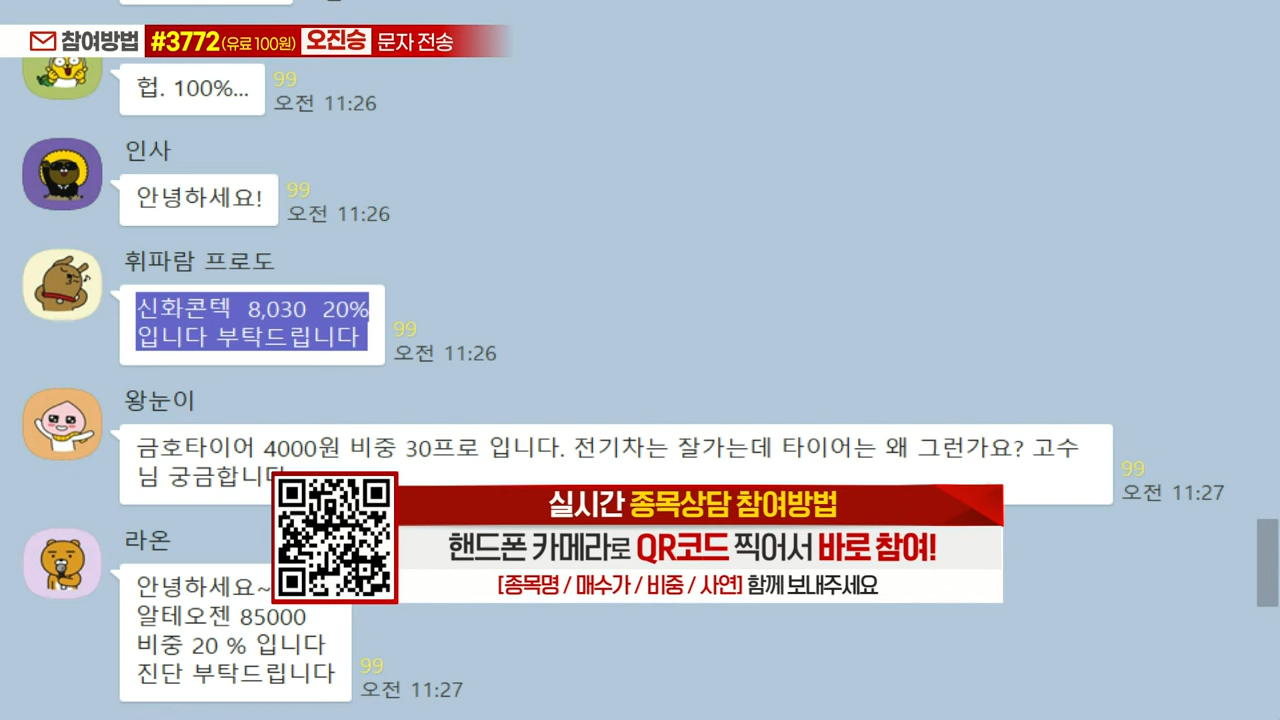 참여방법 #3772(유료 100원) 오진승 문자 전송
헙. 100%...
99
오전 11:26
인사
안녕하세요!
99
오전 11:26
휘파람 프로도
신화콘텍 8,030 20%
입니다 부탁드립니다
99
오전 11:26
왕눈이
금호타이어 4000원 비중 30프로 입니다. 전기차는 잘가는데 타이어는 왜 그런가요? 고수
님 궁금합니다
99
오전 11:27
실시간 종목상담 참여방법
핸드폰 카메라로 QR코드 찍어서 바로 참여!
[종목명 / 매수가 / 비중 / 사연] 함께 보내주세요
라온
안녕하세요~
알테오젠 85000
비중 20 % 입니다
진단 부탁드립니다
99
오전 11:27